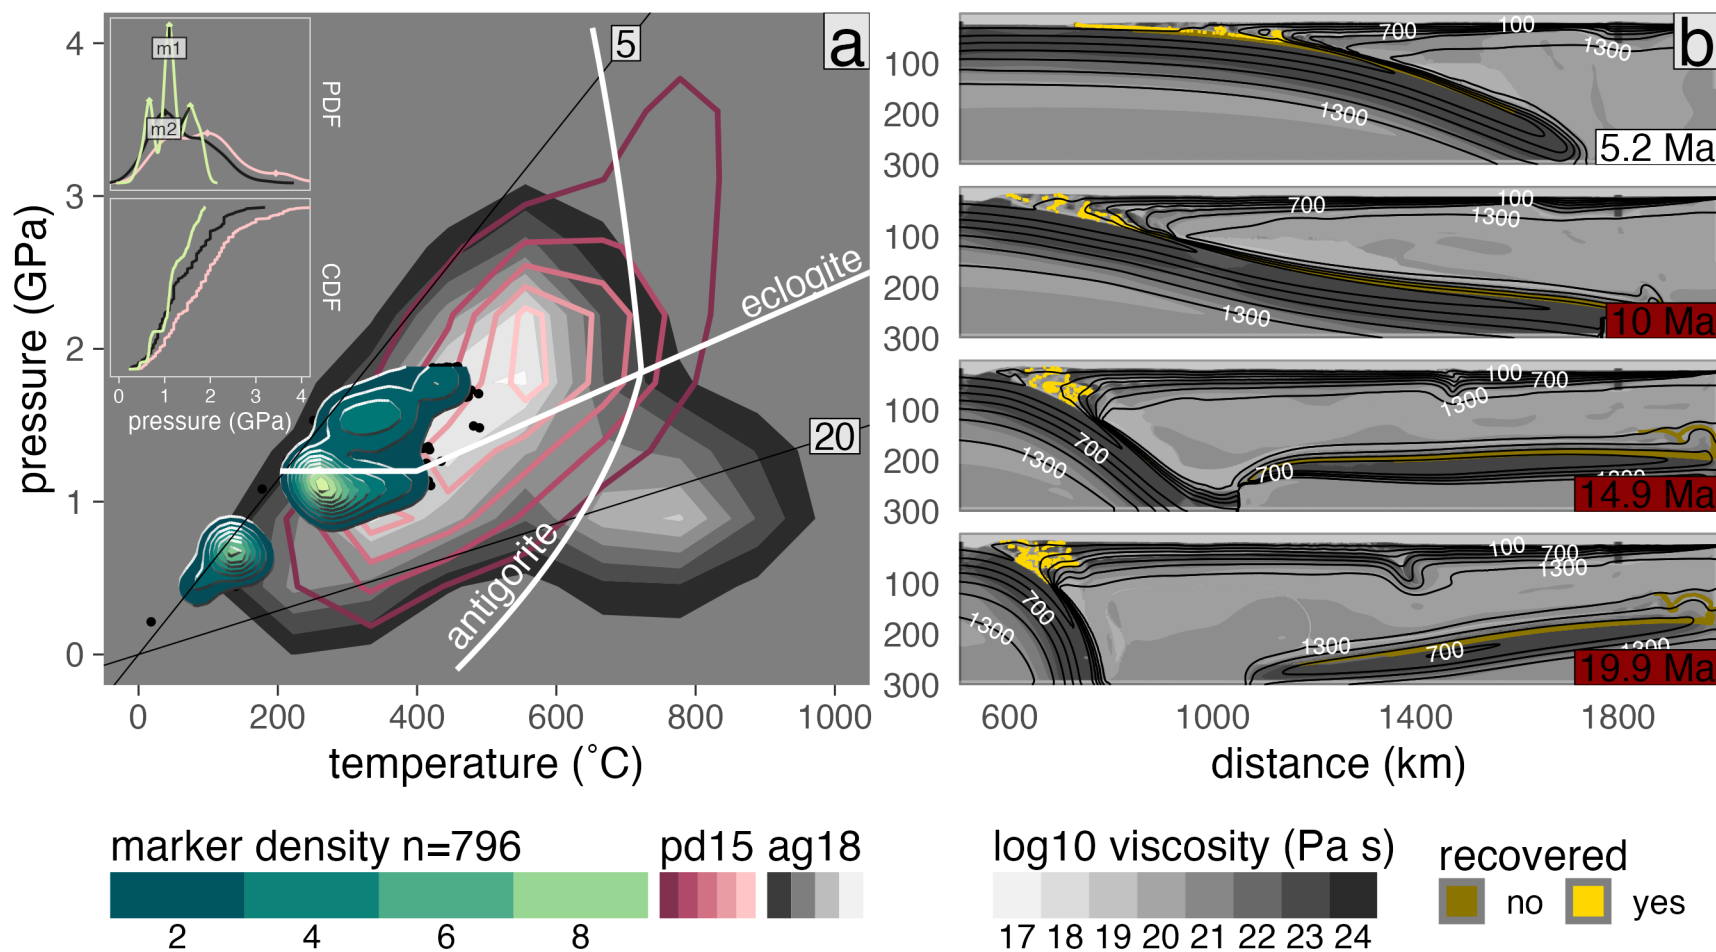 a
5
20
m1
m2
PDF
CDF
0 1 2 3 4
pressure (GPa)
eclogite
antigorite
4
3
2
1
0
pressure (GPa)
0 200 400 600 800 1000
temperature (˚C)
b
100
200
300
700 100
1300
1300
5.2 Ma
100
200
300
700 100
1300
1300
10 Ma
100
200
300
100 700
1300
700
1300
700
1300
14.9 Ma
100
200
300
100 700
1300
700
1300
1300
700
1300
19.9 Ma
600 1000 1400 1800
distance (km)
marker density n=796
2 4 6 8
pd15 ag18
log10 viscosity (Pa s)
17 18 19 20 21 22 23 24
recovered
no yes